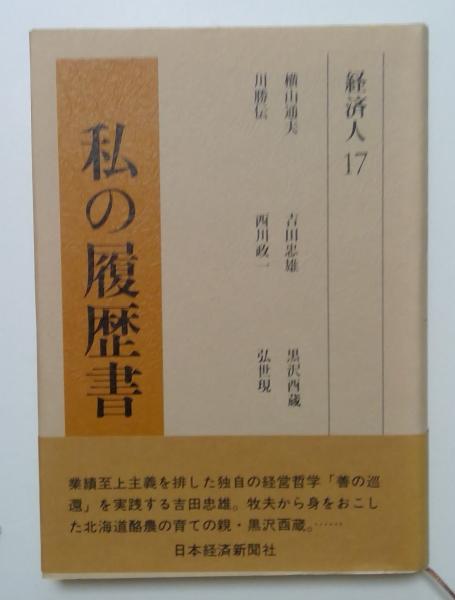 経済人 17
横山通夫 吉田忠雄 黒沢酉蔵
川勝伝 西川政一 弘世現
私の履歴書
業績至上主義を排した独自の経営哲学「善の巡
環」を実践する吉田忠雄。牧夫から身をおこし
た北海道酪農の育ての親・黒沢酉蔵。……
日本経済新聞社